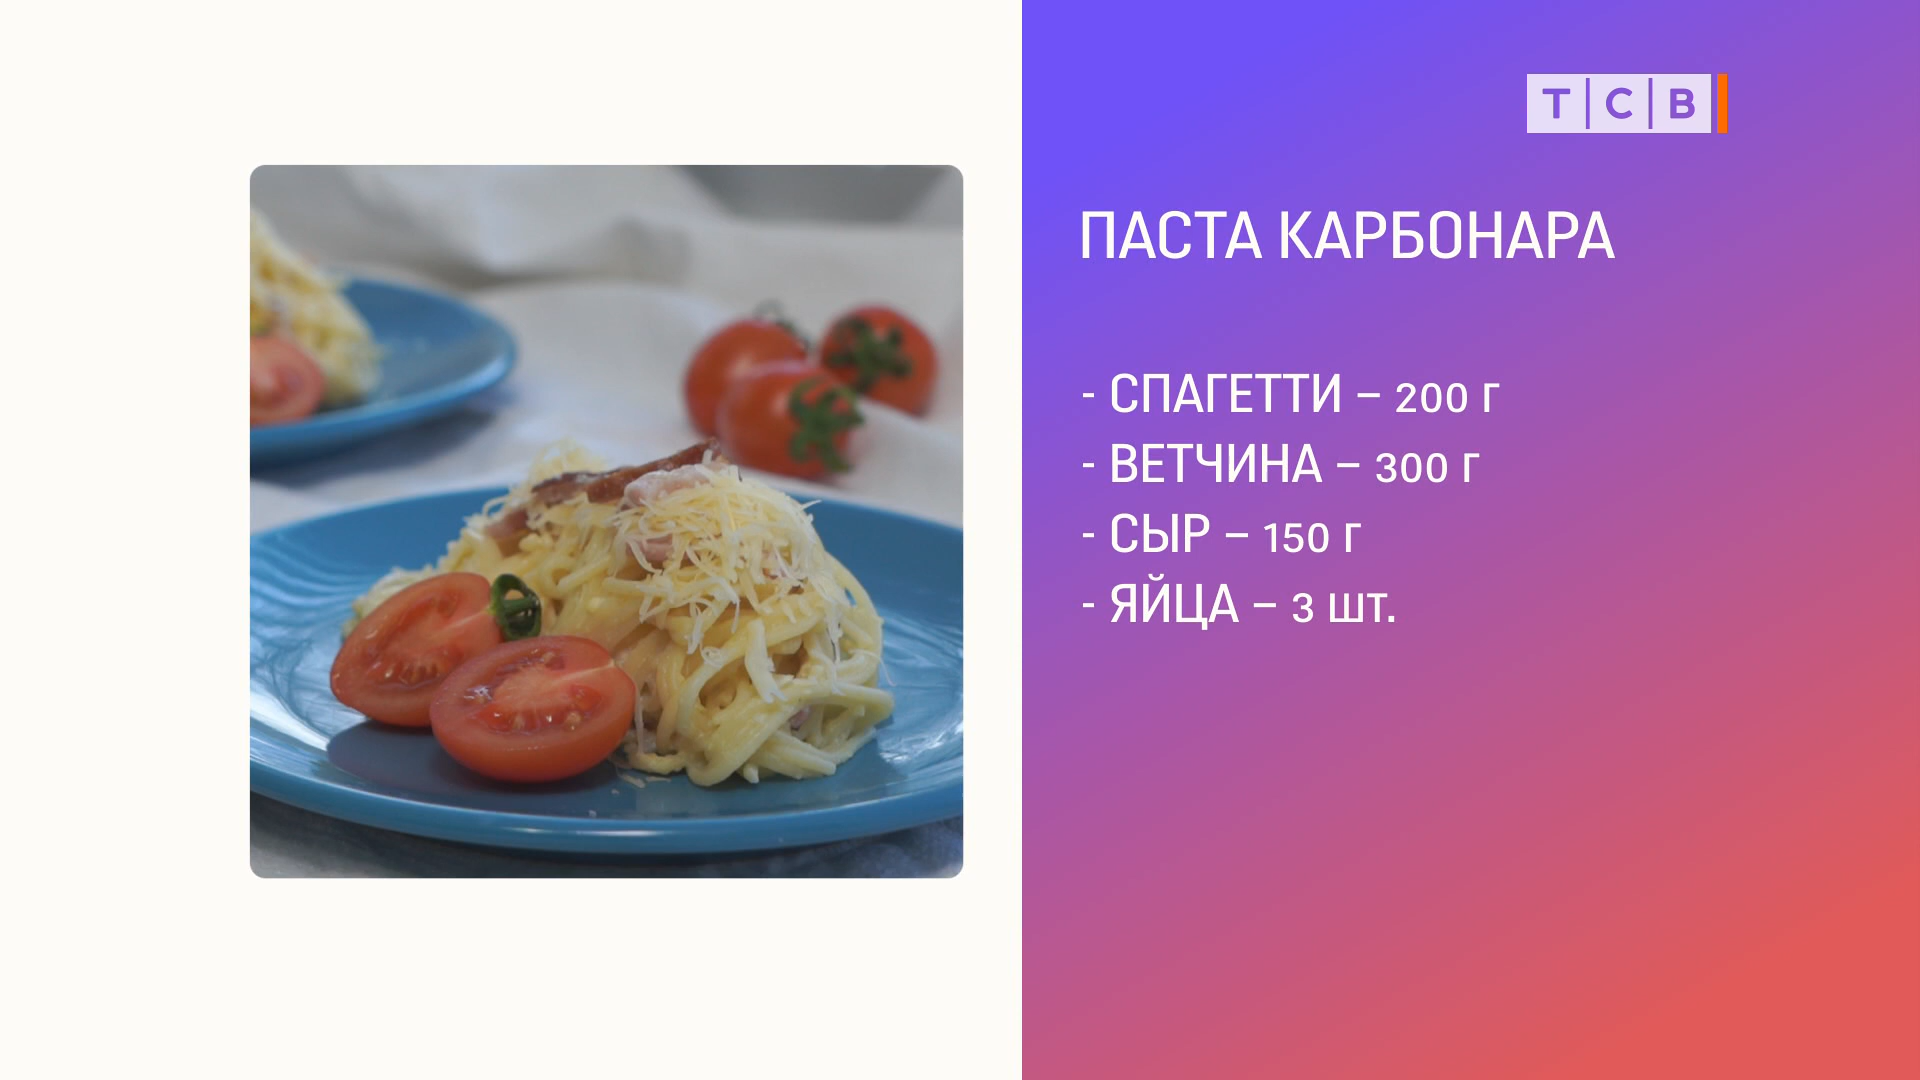 ТСВ
ПАСТА КАРБОНАРА
- СПАГЕТТИ – 200 г
- ВЕТЧИНА – 300 г
- СЫР – 150 г
- ЯЙЦА – 3 шт.